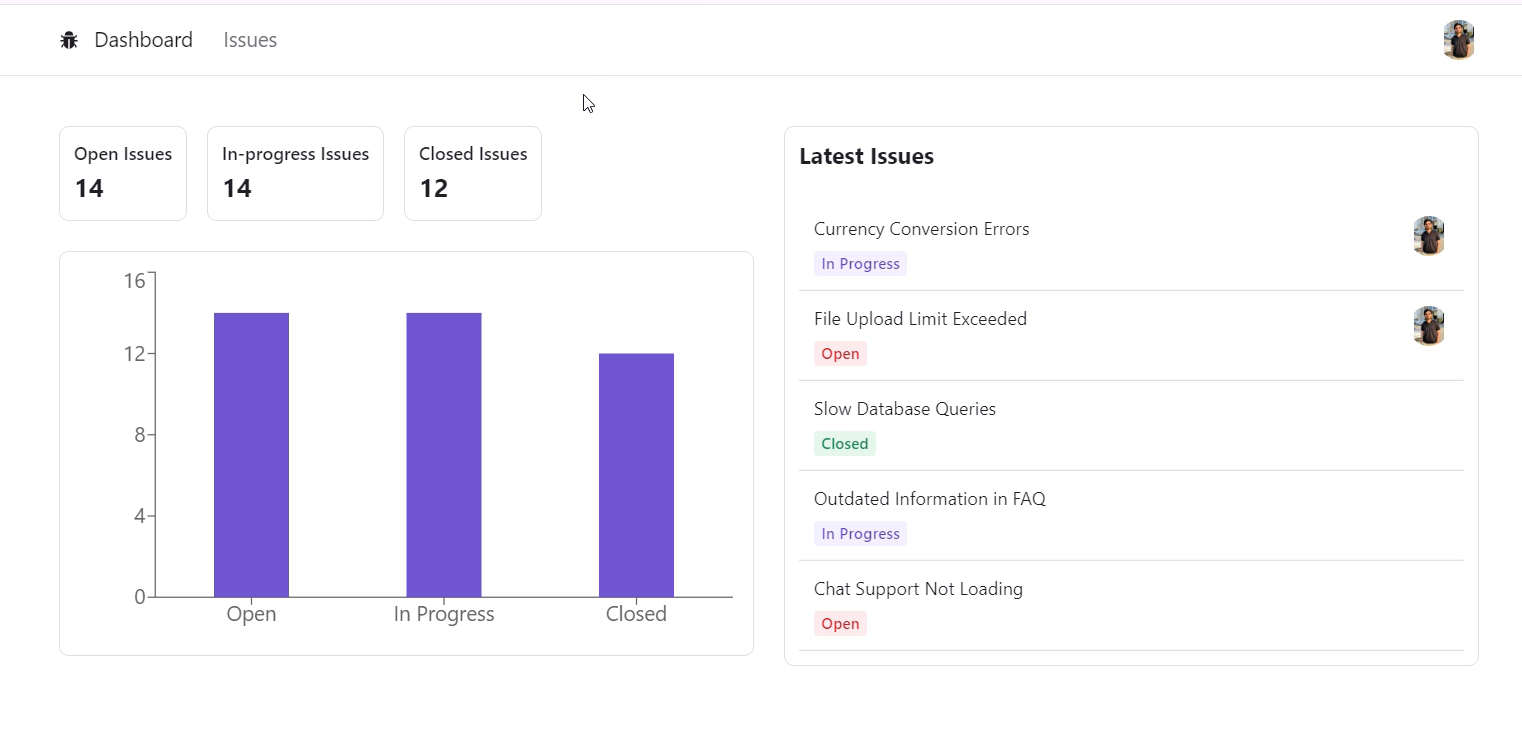 Dashboard Issues
Open Issues
14
In-progress Issues
14
Closed Issues
12
16
12
8
4
0
Open In Progress Closed
Latest Issues
Currency Conversion Errors
In Progress
File Upload Limit Exceeded
Open
Slow Database Queries
Closed
Outdated Information in FAQ
In Progress
Chat Support Not Loading
Open